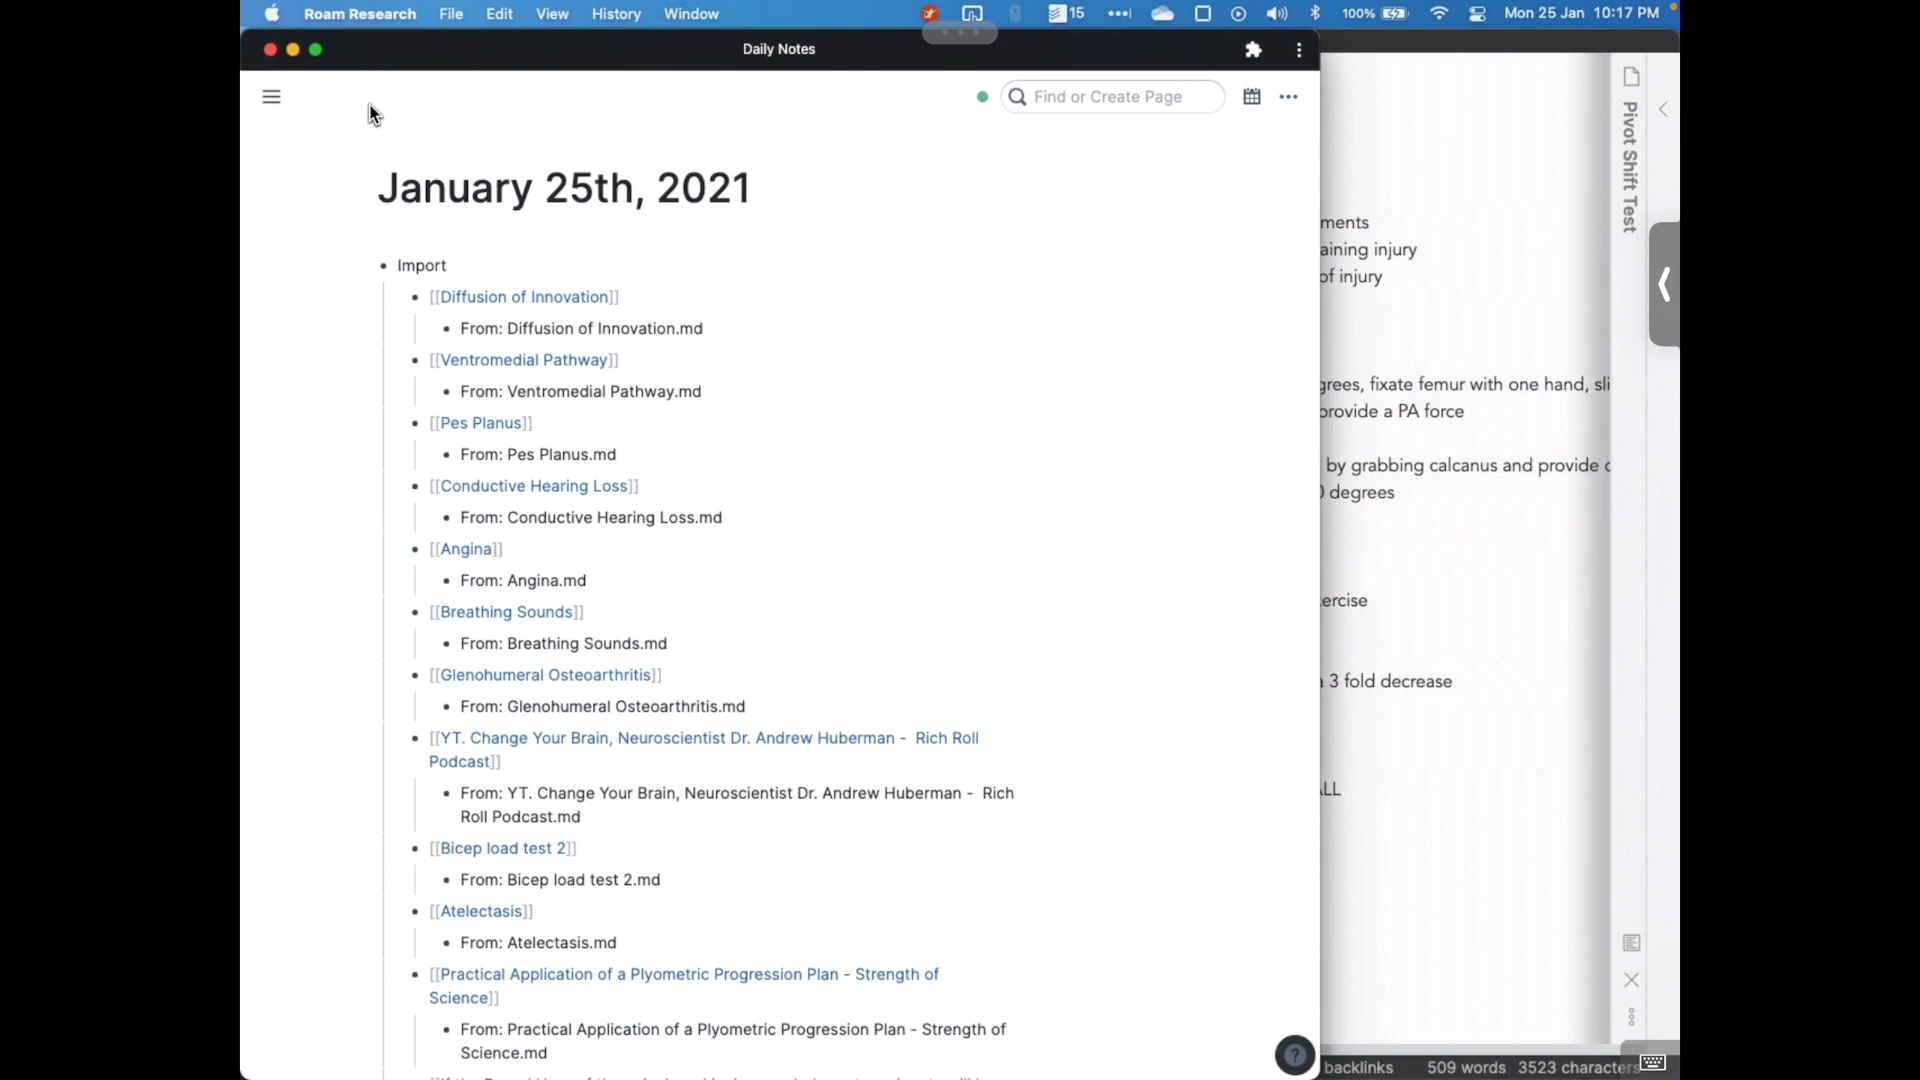 Roam Research File Edit View History Window 15 100% Mon 25 Jan 10:17 PM
Daily Notes
Find or Create Page
January 25th, 2021
Import
[[Diffusion of Innovation]]
From: Diffusion of Innovation.md
[[Ventromedial Pathway]]
From: Ventromedial Pathway.md
[[Pes Planus]]
From: Pes Planus.md
[[Conductive Hearing Loss]]
From: Conductive Hearing Loss.md
[[Angina]]
From: Angina.md
[[Breathing Sounds]]
From: Breathing Sounds.md
[[Glenohumeral Osteoarthritis]]
From: Glenohumeral Osteoarthritis.md
[[YT. Change Your Brain, Neuroscientist Dr. Andrew Huberman - Rich Roll
Podcast]]
From: YT. Change Your Brain, Neuroscientist Dr. Andrew Huberman - Rich
Roll Podcast.md
[[Bicep load test 2]]
From: Bicep load test 2.md
[[Atelectasis]]
From: Atelectasis.md
[[Practical Application of a Plyometric Progression Plan - Strength of
Science]]
From: Practical Application of a Plyometric Progression Plan - Strength of
Science.md
ments
aining injury
of injury
grees, fixate femur with one hand, sli
provide a PA force
by grabbing calcanus and provide
degrees
ercise
3 fold decrease
ALL
Pivot Shift Test
backlinks 509 words 3523 characters